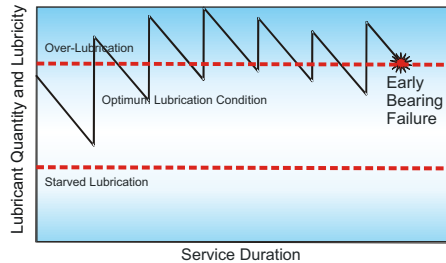 Lubricant Quantity and Lubricity
Over-Lubrication
Optimum Lubrication Condition
Early
Bearing
Failure
Starved Lubrication
Service Duration